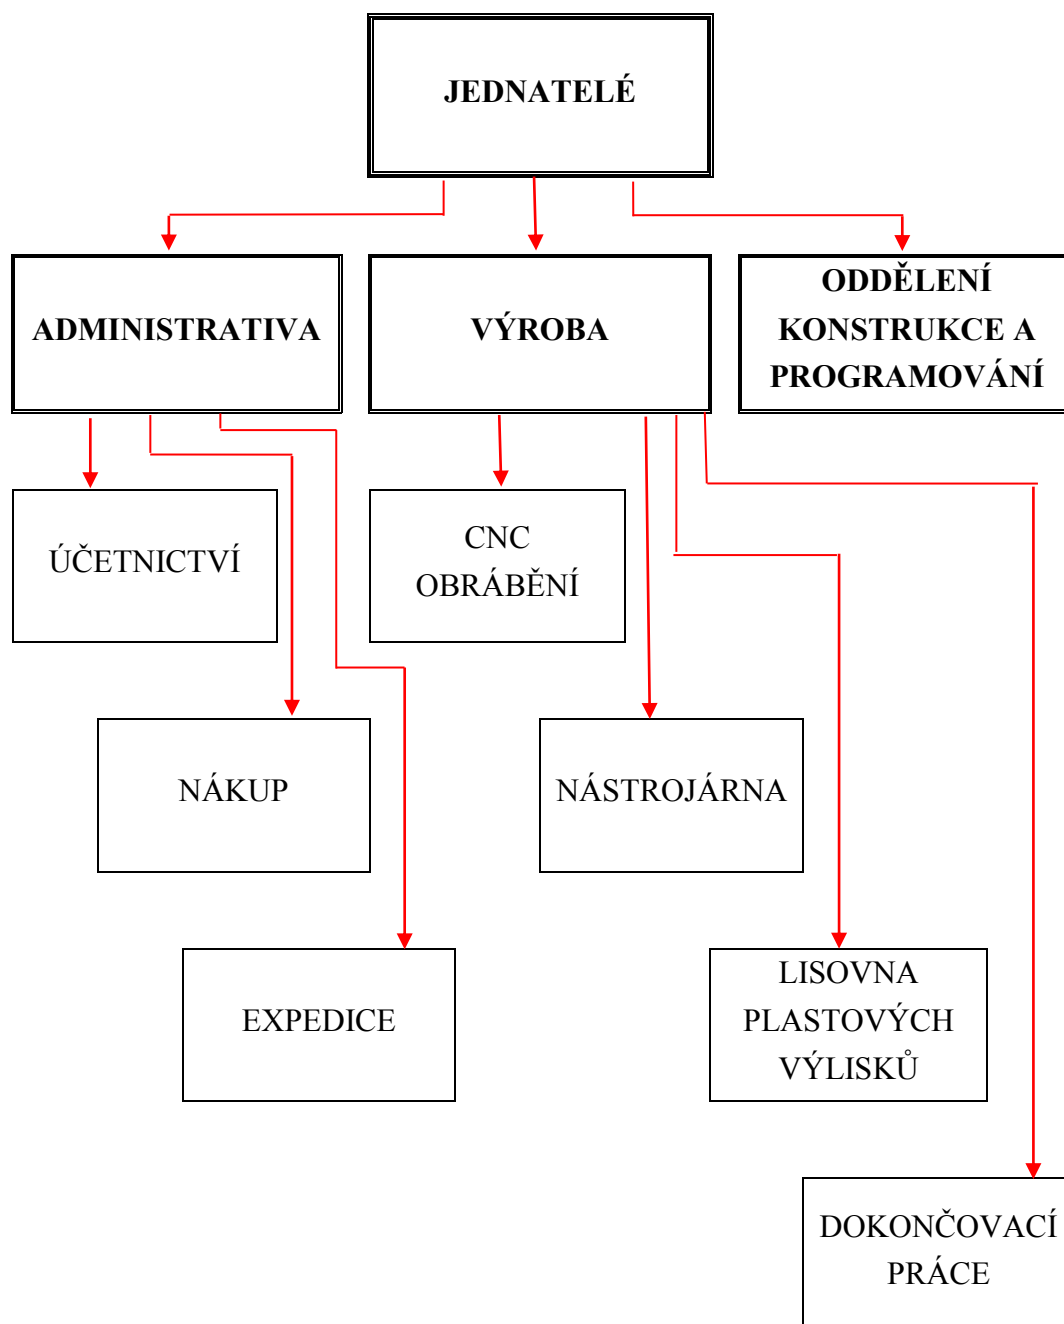 JEDNATELÉ
ADMINISTRATIVA
VÝROBA
ODDĚLENÍ
KONSTRUKCE A
PROGRAMOVÁNÍ
ÚČETNICTVÍ
CNC
OBRÁBĚNÍ
NÁKUP
NÁSTROJÁRNA
EXPEDICE
LISOVNA
PLASTOVÝCH
VÝLISKŮ
DOKONČOVACÍ
PRÁCE